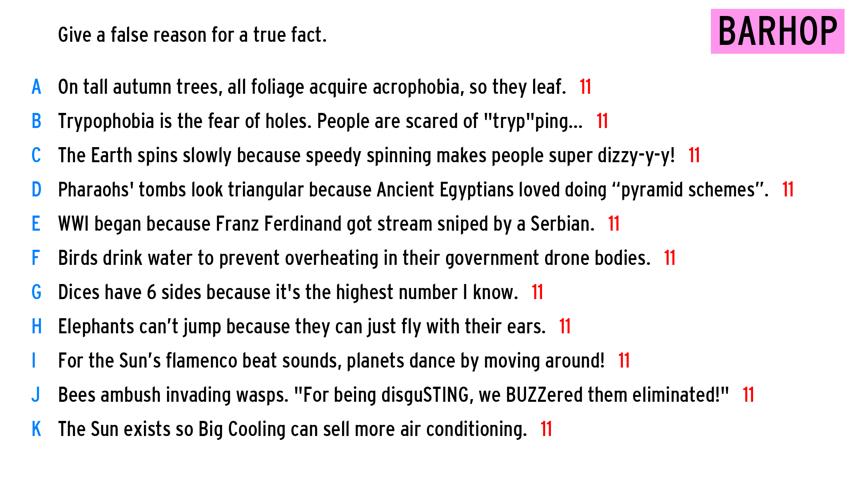 Give a false reason for a true fact.
BARHOP
A On tall autumn trees, all foliage acquire acrophobia, so they leaf. 11
B Trypophobia is the fear of holes. People are scared of "tryp"ping... 11
C The Earth spins slowly because speedy spinning makes people super dizzy-y-y! 11
D Pharaohs' tombs look triangular because Ancient Egyptians loved doing “pyramid schemes”. 11
E WWI began because Franz Ferdinand got stream sniped by a Serbian. 11
F Birds drink water to prevent overheating in their government drone bodies. 11
G Dices have 6 sides because it's the highest number I know. 11
H Elephants can’t jump because they can just fly with their ears. 11
I For the Sun’s flamenco beat sounds, planets dance by moving around! 11
J Bees ambush invading wasps. "For being disguSTING, we BUZZered them eliminated!" 11
K The Sun exists so Big Cooling can sell more air conditioning. 11